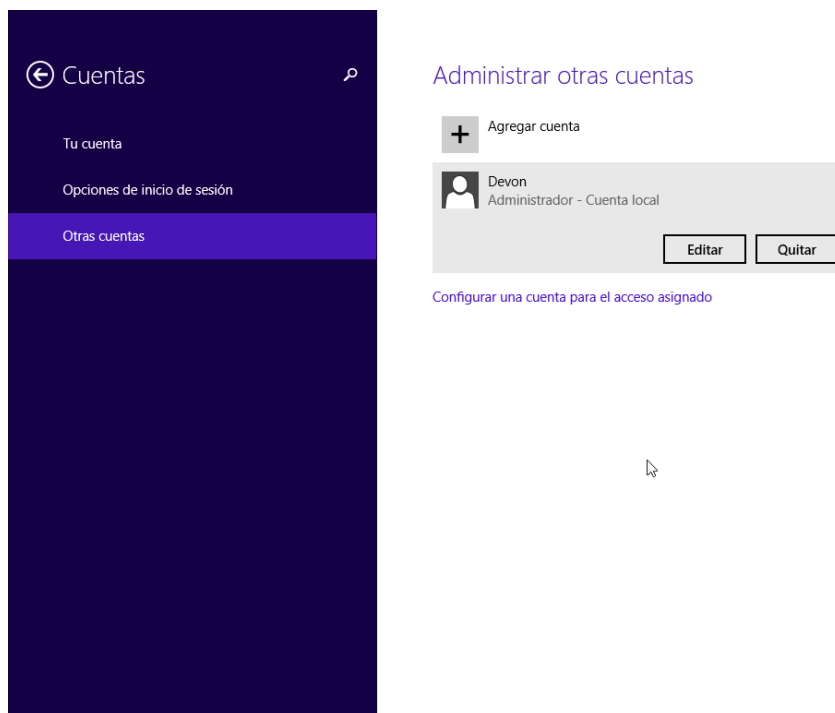 Cuentas
Tu cuenta
Opciones de inicio de sesión
Otras cuentas
Administrar otras cuentas
Agregar cuenta
Devon
Administrador - Cuenta local
Editar
Quitar
Configurar una cuenta para el acceso asignado